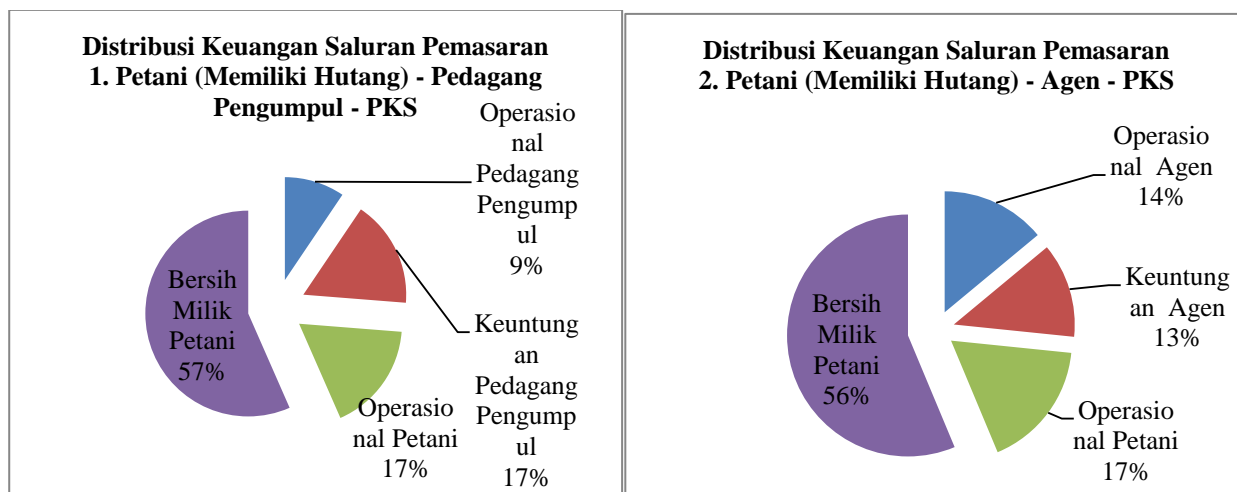 Distribusi Keuangan Saluran Pemasaran
1. Petani (Memiliki Hutang) - Pedagang
Pengumpul - PKS
Operasio
nal
Pedagang
Pengump
ul
9%
Keuntung
an
Pedagang
Pengump
ul
17%
Operasio
nal Petani
17%
Bersih
Milik
Petani
57%
Distribusi Keuangan Saluran Pemasaran
2. Petani (Memiliki Hutang) - Agen - PKS
Operasio
nal Agen
14%
Keuntung
an Agen
13%
Operasio
nal Petani
17%
Bersih
Milik
Petani
56%